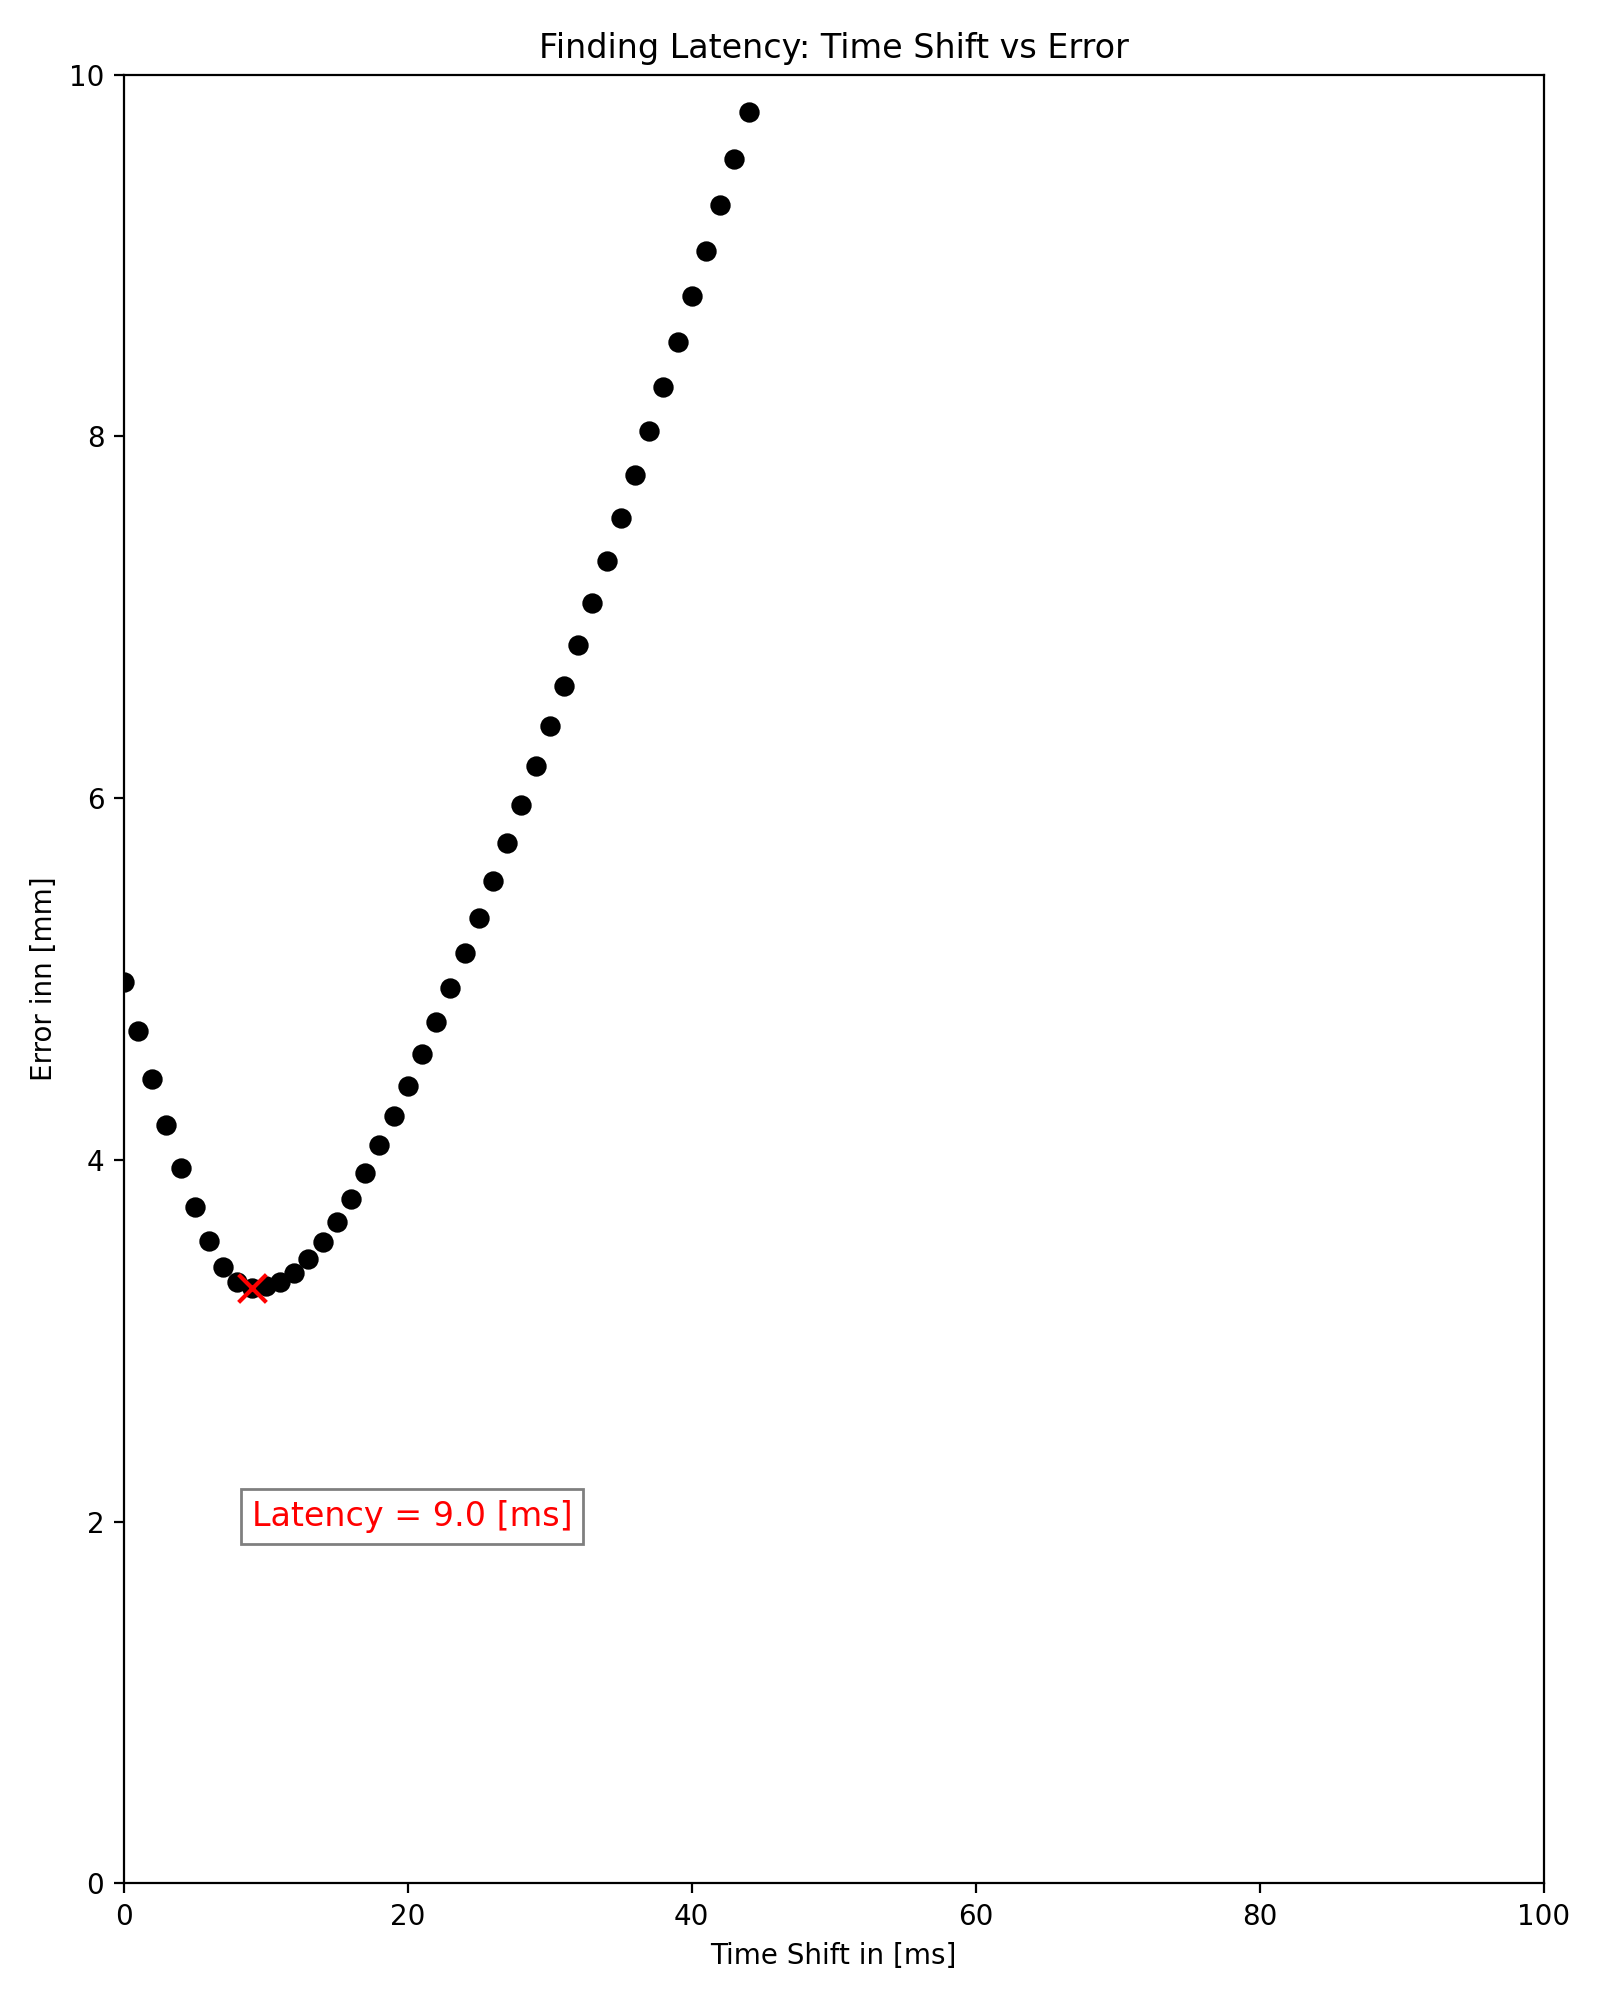 Finding Latency: Time Shift vs Error
10
8
6
4
2
0
Error inn [mm]
Latency = 9.0 [ms]
0 20 40 60 80 100
Time Shift in [ms]